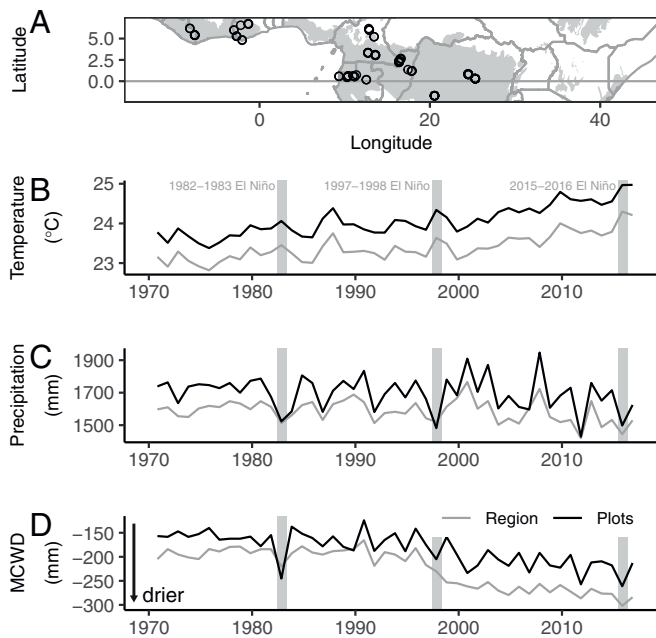 A
Latitude
5.0
2.5
0.0
0 20 40
Longitude
B
Temperature
(°C)
1982−1983 El Niño 1997−1998 El Niño 2015−2016 El Niño
25
24
23
1970 1980 1990 2000 2010
C
Precipitation
(mm)
1900
1700
1500
1970 1980 1990 2000 2010
D
MCWD
(mm)
Region Plots
−150
−200
−250
−300
drier
1970 1980 1990 2000 2010